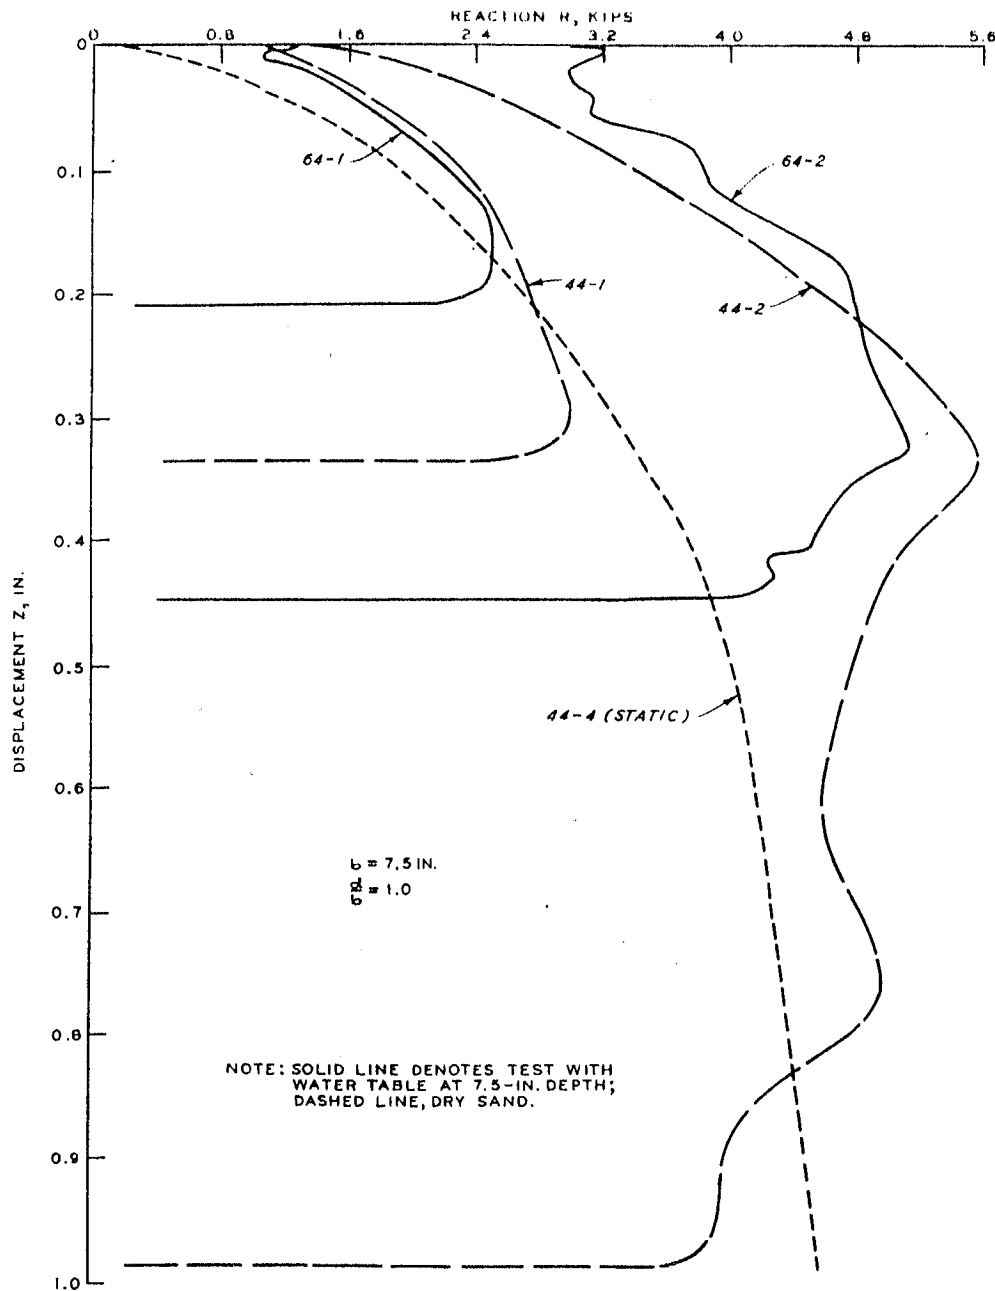 REACTION R, KIPS
0 0.8 1.6 2.4 3.2 4.0 4.8 5.6
0
64-1
64-2
0.1
44-1
44-2
0.2
0.3
0.4
DISPLACEMENT Z, IN.
0.5
44-4 (STATIC)
0.6
b = 7.5 IN.
d/b = 1.0
0.7
0.8
NOTE: SOLID LINE DENOTES TEST WITH
WATER TABLE AT 7.5-IN. DEPTH;
DASHED LINE, DRY SAND.
0.9
1.0